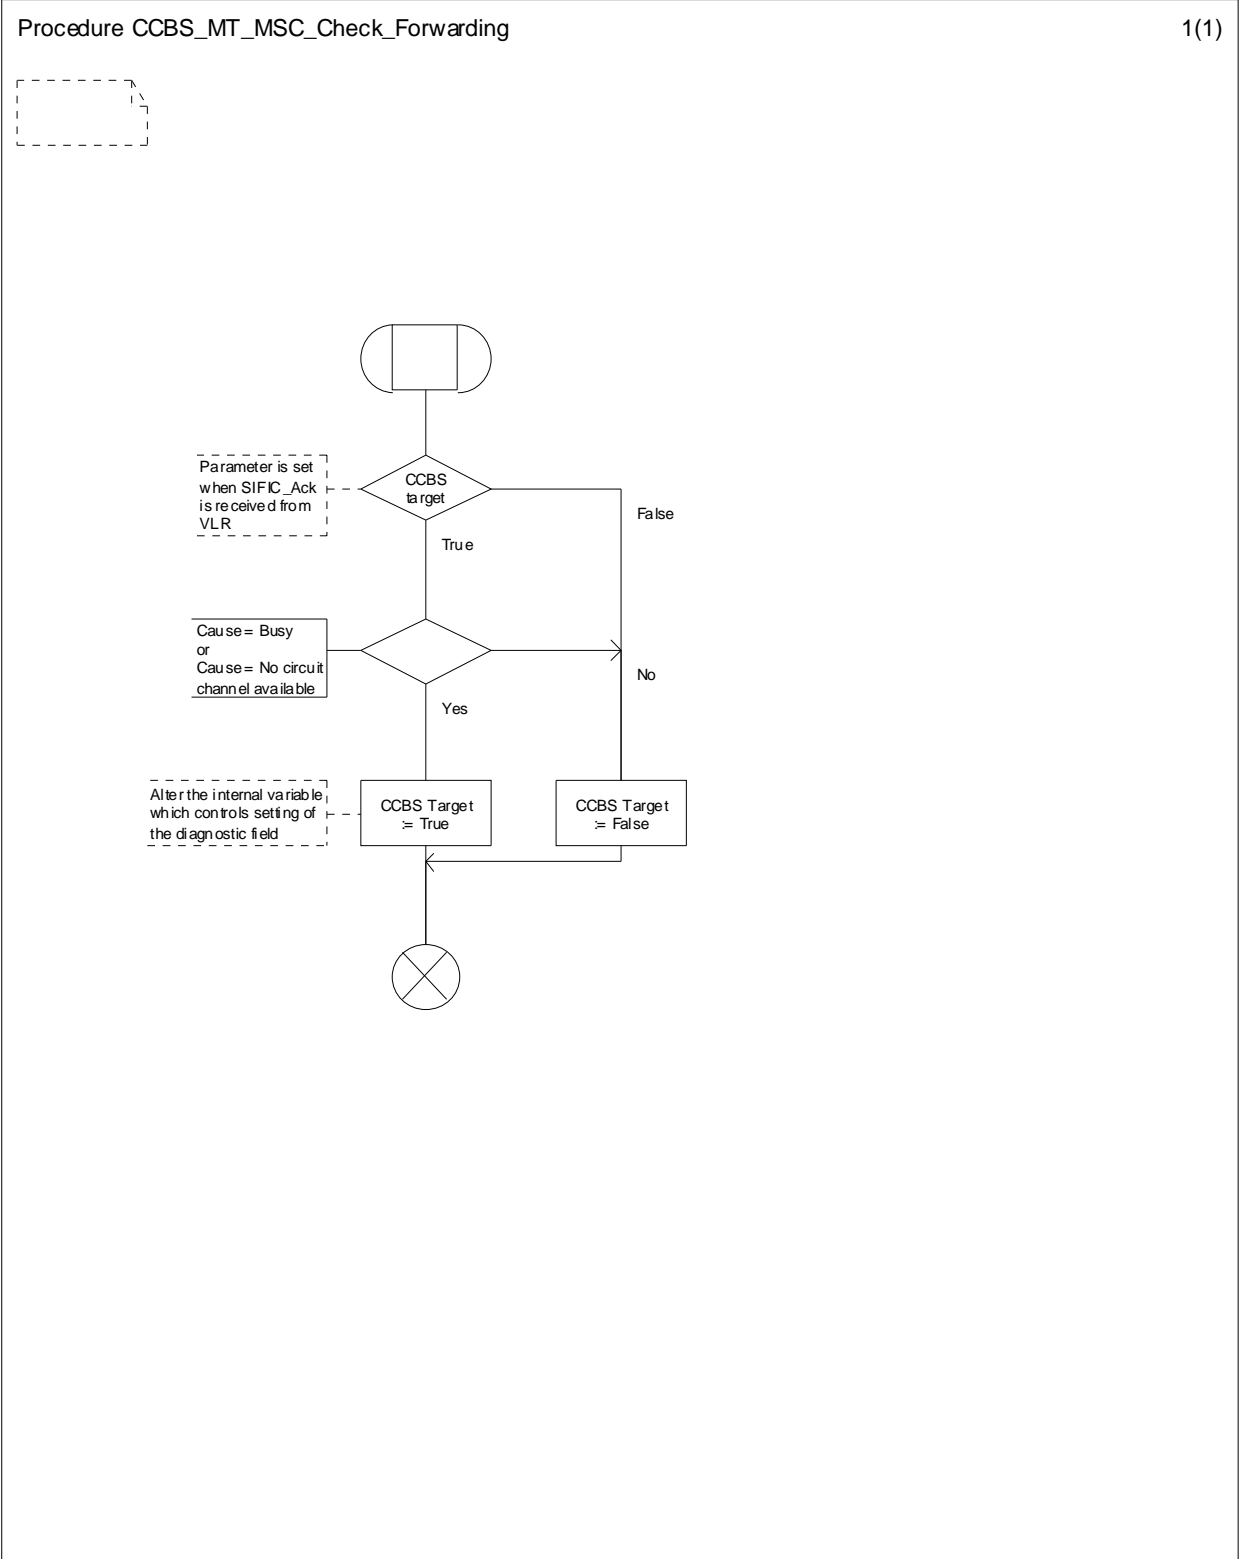 Procedure CCBS_MT_MSC_Check_Forwarding
1(1)
Parameter is set
when SIFIC_Ack
is received from
VLR
CCBS
target
False
True
Cause= Busy
or
Cause= No circuit
channel available
No
Yes
Alter the internal variable
which controls setting of
the diagnostic field
CCBS Target
:= True
CCBS Target
:= False